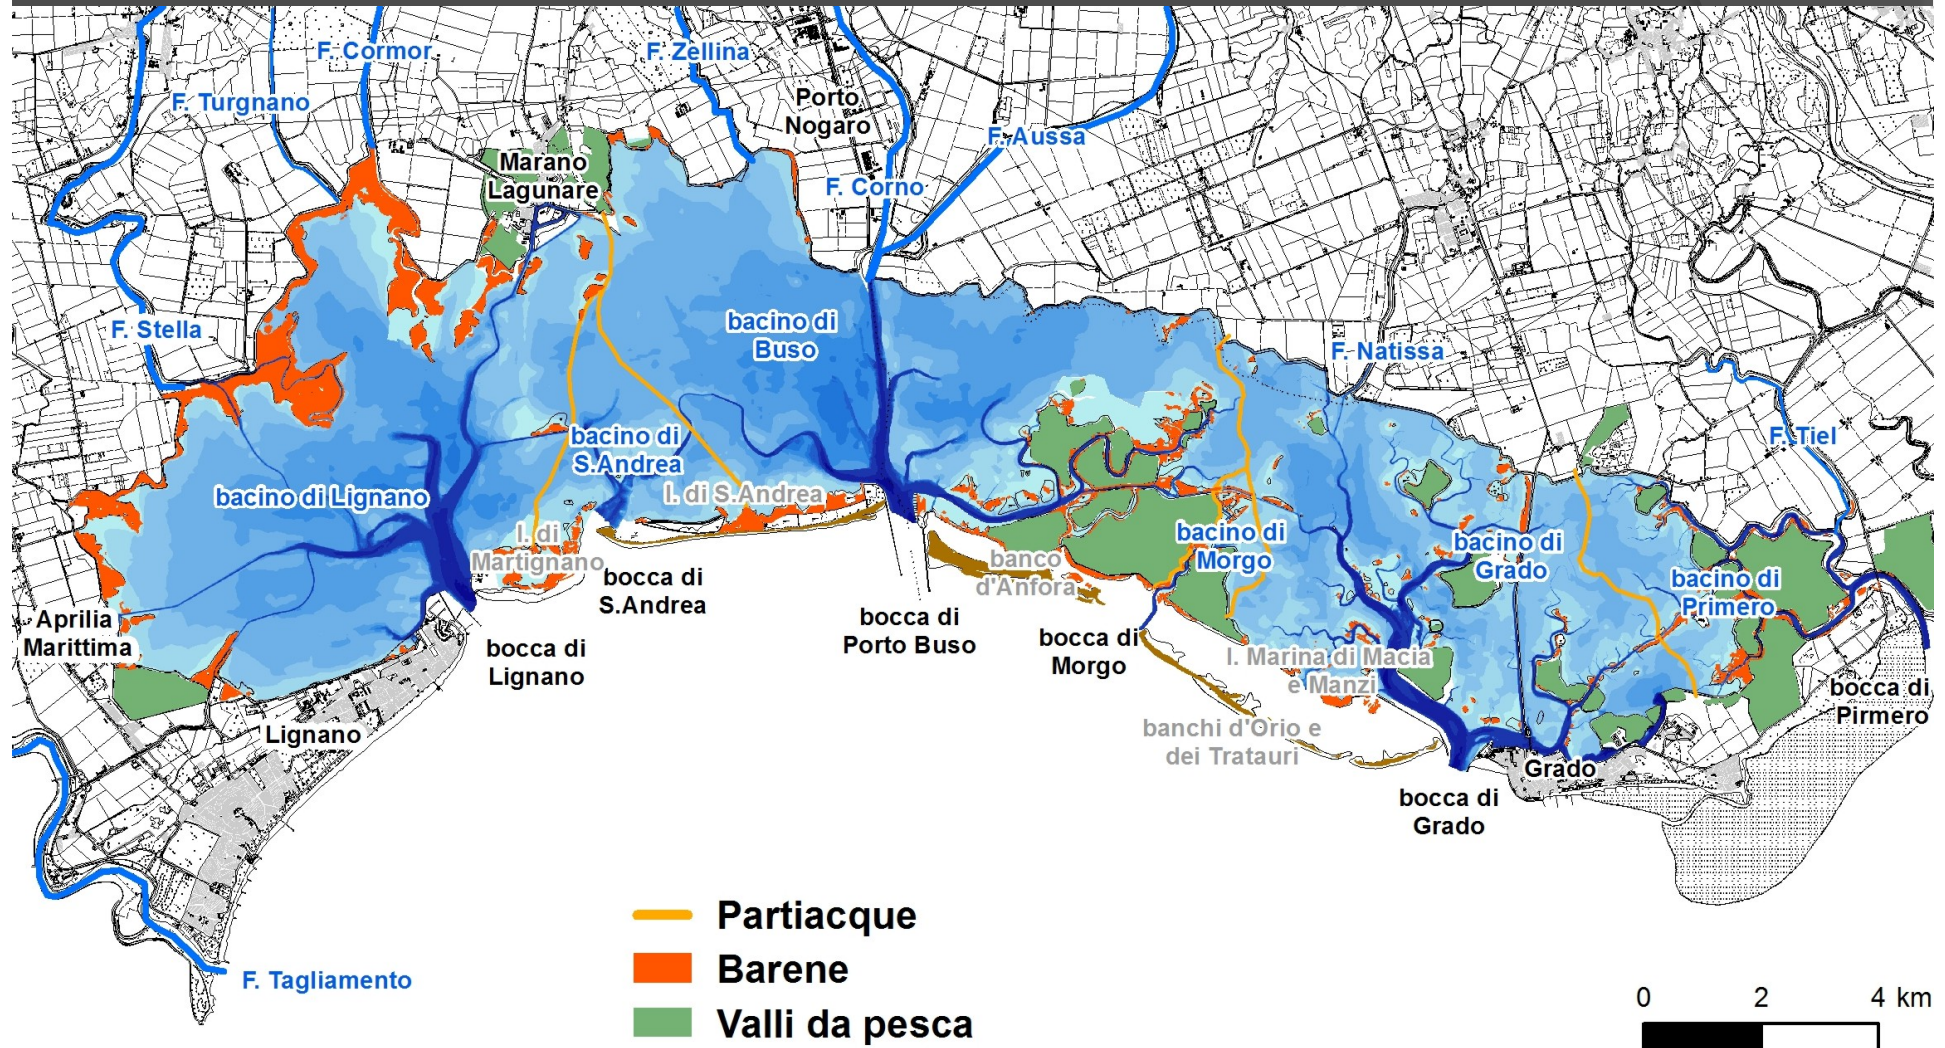 F. Cormor
F. Zellina
F. Turgnano
Porto
Nogaro
F. Aussa
Marano
Lagunare
F. Corno
F. Stella
bacino di
Buso
F. Natissa
F. Tiel
bacino di
S.Andrea
bacino di Lignano
I. di S.Andrea
I. di
Martignano
banco
d'Anfora
bacino di
Morgo
bacino di
Grado
bacino di
Primero
bocca di
S.Andrea
Aprilia
Marittima
bocca di
Porto Buso
bocca di
Morgo
bocca di
Lignano
I. Marina di Macia
e Manzi
bocca di
Pirmero
Lignano
banchi d'Orio e
dei Tratauri
Grado
bocca di
Grado
F. Tagliamento
Partiacque
Barene
Valli da pesca
0 2 4 km